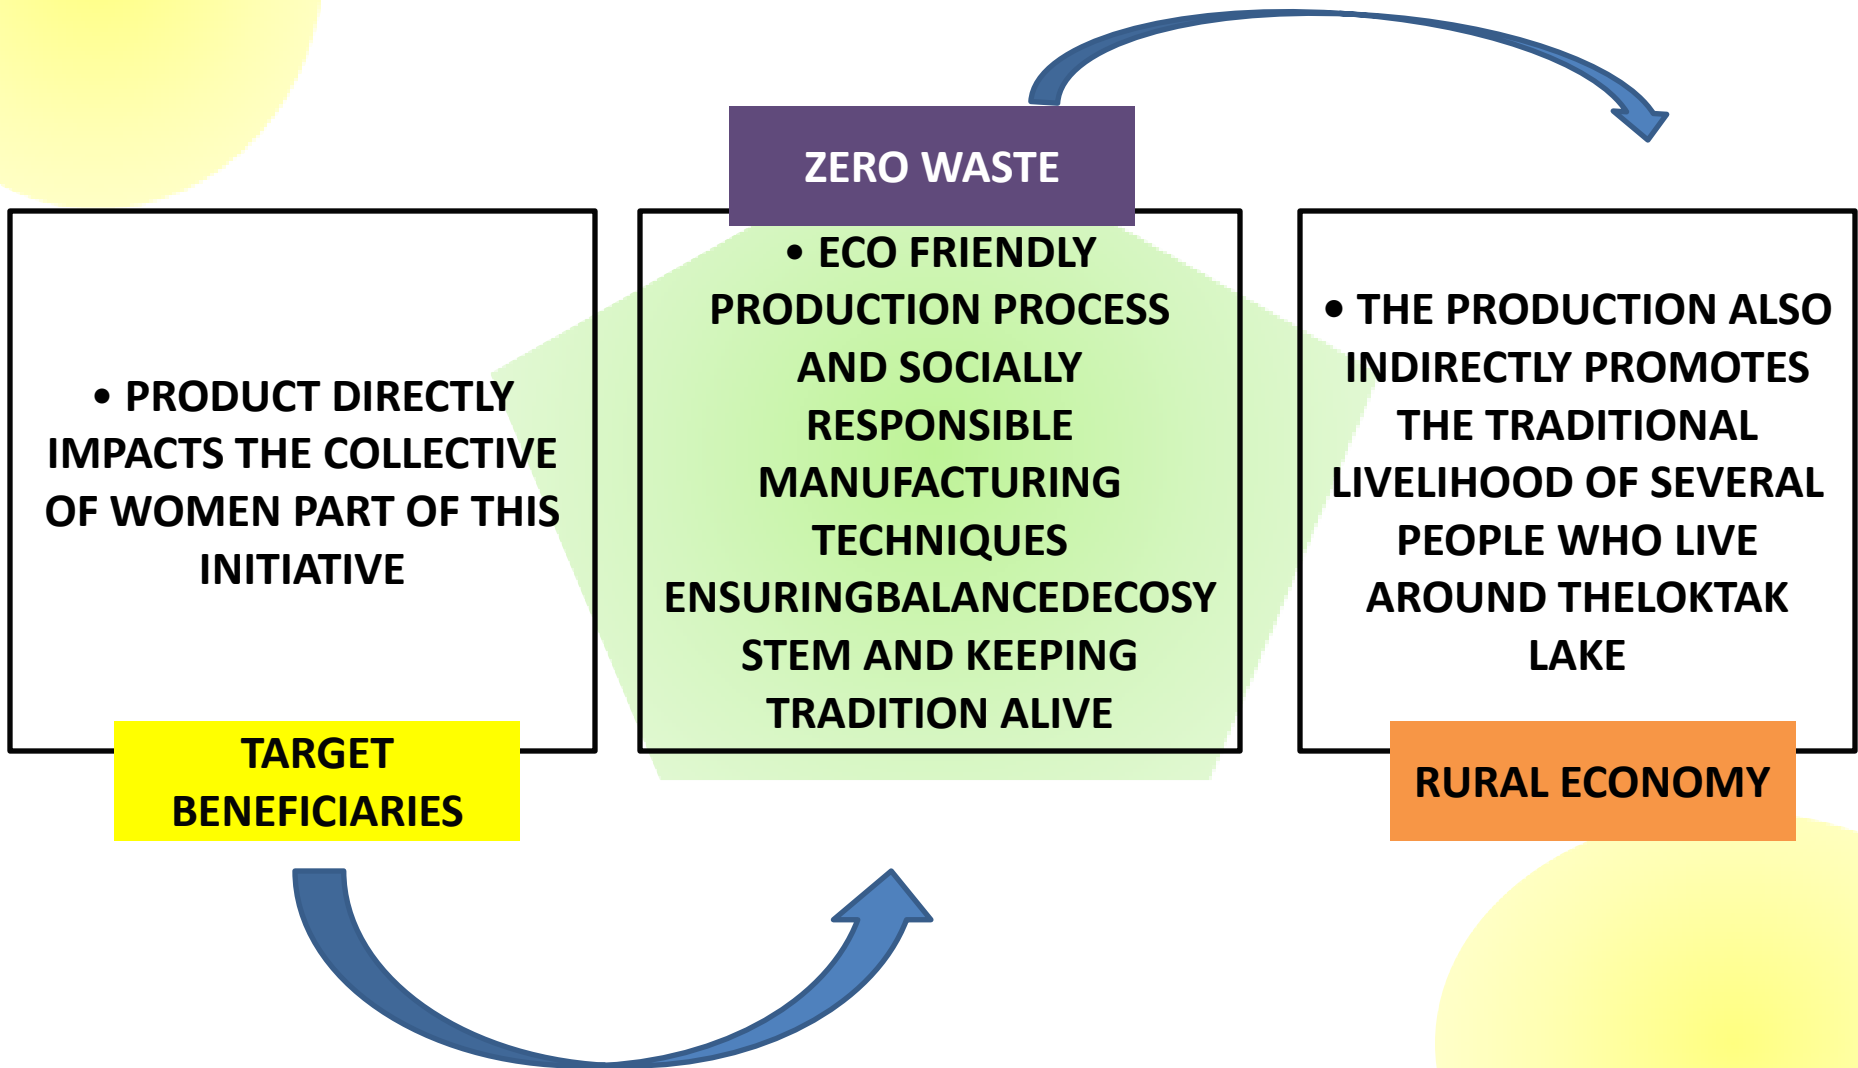 • PRODUCT DIRECTLY
IMPACTS THE COLLECTIVE
OF WOMEN PART OF THIS
INITIATIVE
TARGET
BENEFICIARIES
ZERO WASTE
• ECO FRIENDLY
PRODUCTION PROCESS
AND SOCIALLY
RESPONSIBLE
MANUFACTURING
TECHNIQUES
ENSURINGBALANCEDECOSY
STEM AND KEEPING
TRADITION ALIVE
• THE PRODUCTION ALSO
INDIRECTLY PROMOTES
THE TRADITIONAL
LIVELIHOOD OF SEVERAL
PEOPLE WHO LIVE
AROUND THELOKTAK
LAKE
RURAL ECONOMY